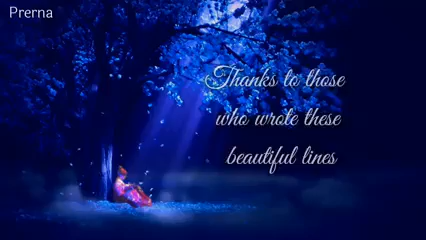 Prerna
Thanks to those
who wrote these
beautiful lines